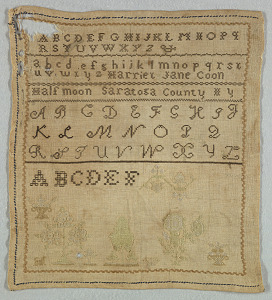 ABCDEFGHIJKLMNOPQ
RSTUVWXYZ
abcdefghijklmnopqrst
uvwxyz Harriet Jane Coon
Halfmoon Saratoga County N y
A B C D E F G H I J
K L M N O P Q
R S T U V W X Y Z
ABCDEF